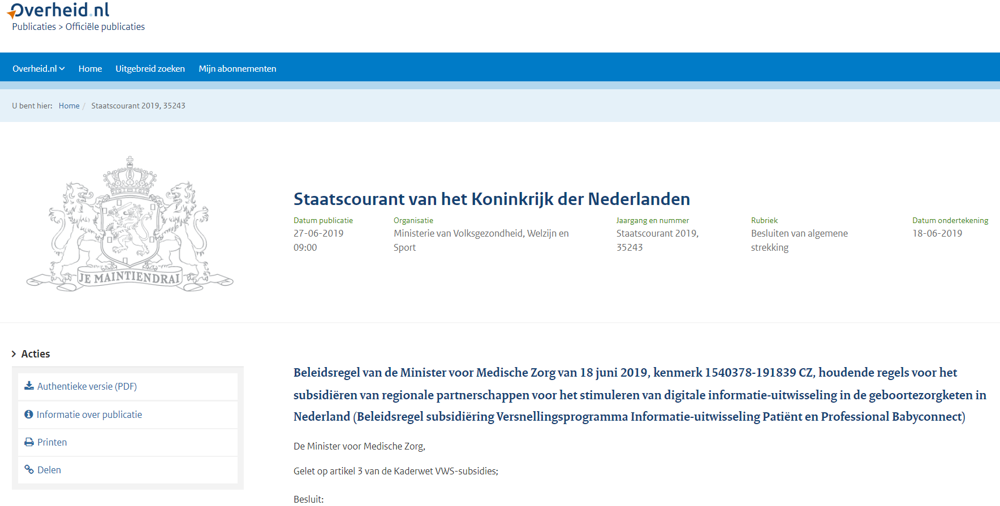 Overheid.nl
Publicaties > Officiële publicaties
Overheid.nl Home Uitgebreid zoeken Mijn abonnementen
U bent hier: Home / Staatscourant 2019, 35243
JE MAINTIENDRAI
Staatscourant van het Koninkrijk der Nederlanden
Datum publicatie
27-06-2019
09:00
Organisatie
Ministerie van Volksgezondheid, Welzijn en
Sport
Jaargang en nummer
Staatscourant 2019,
35243
Rubriek
Besluiten van algemene
strekking
Datum ondertekening
18-06-2019
Acties
Authentieke versie (PDF)
Informatie over publicatie
Printen
Delen
Beleidsregel van de Minister voor Medische Zorg van 18 juni 2019, kenmerk 1540378-191839 CZ, houdende regels voor het
subsidiëren van regionale partnerschappen voor het stimuleren van digitale informatie-uitwisseling in de geboortezorgketen in
Nederland (Beleidsregel subsidiëring Versnellingsprogramma Informatie-uitwisseling Patiënt en Professional Babyconnect)
De Minister voor Medische Zorg,
Gelet op artikel 3 van de Kaderwet VWS-subsidies;
Besluit: